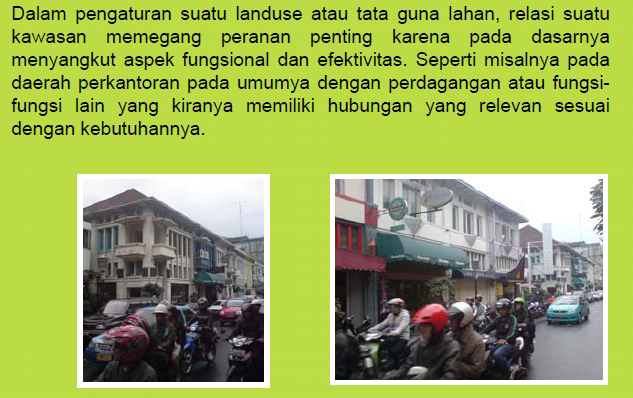 Dalam pengaturan suatu landuse atau tata guna lahan, relasi suatu
kawasan memegang peranan penting karena pada dasarnya
menyangkut aspek fungsional dan efektivitas. Seperti misalnya pada
daerah perkantoran pada umumya dengan perdagangan atau fungsi-
fungsi lain yang kiranya memiliki hubungan yang relevan sesuai
dengan kebutuhannya.